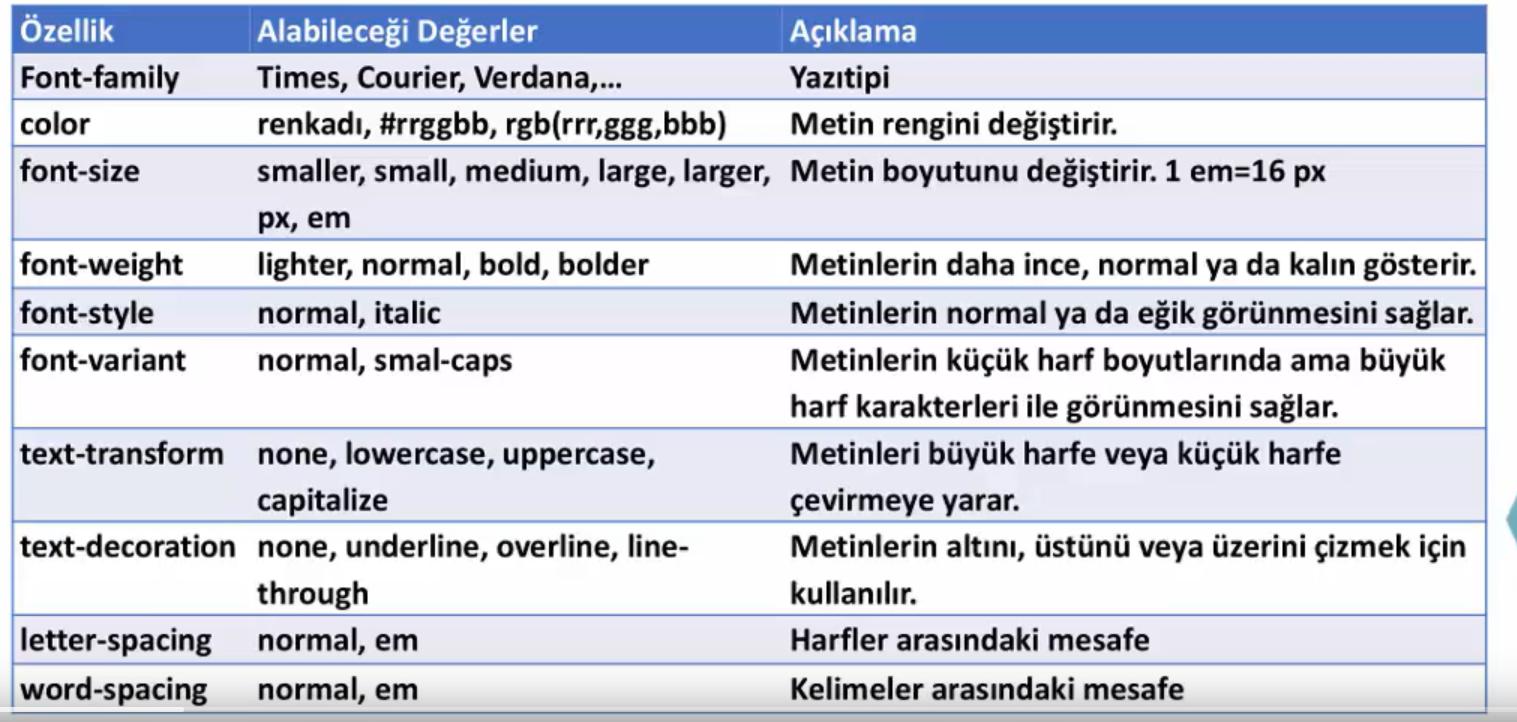 Özellik Alabileceği Değerler Açıklama
Font-family Times, Courier, Verdana,... Yazıtipi
color renkadı, #rrggbb, rgb(rrr,ggg,bbb) Metin rengini değiştirir.
font-size smaller, small, medium, large, larger, Metin boyutunu değiştirir. 1 em=16 px
px, em
font-weight lighter, normal, bold, bolder Metinlerin daha ince, normal ya da kalın gösterir.
font-style normal, italic Metinlerin normal ya da eğik görünmesini sağlar.
font-variant normal, smal-caps Metinlerin küçük harf boyutlarında ama büyük
harf karakterleri ile görünmesini sağlar.
text-transform none, lowercase, uppercase, Metinleri büyük harfe veya küçük harfe
capitalize çevirmeye yarar.
text-decoration none, underline, overline, line- Metinlerin altını, üstünü veya üzerini çizmek için
through kullanılır.
letter-spacing normal, em Harfler arasındaki mesafe
word-spacing normal, em Kelimeler arasındaki mesafe